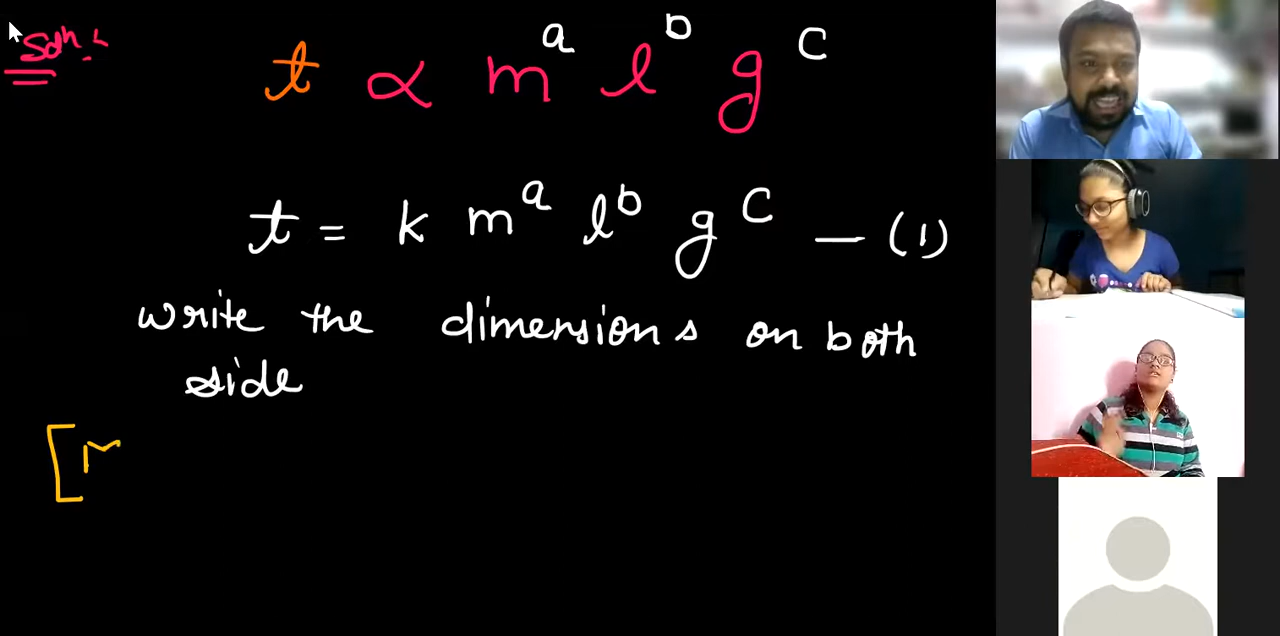 Soln :
t ∝ m^a l^b g^c
t = k m^a l^b g^c — (1)
write the dimensions on both
side
[M